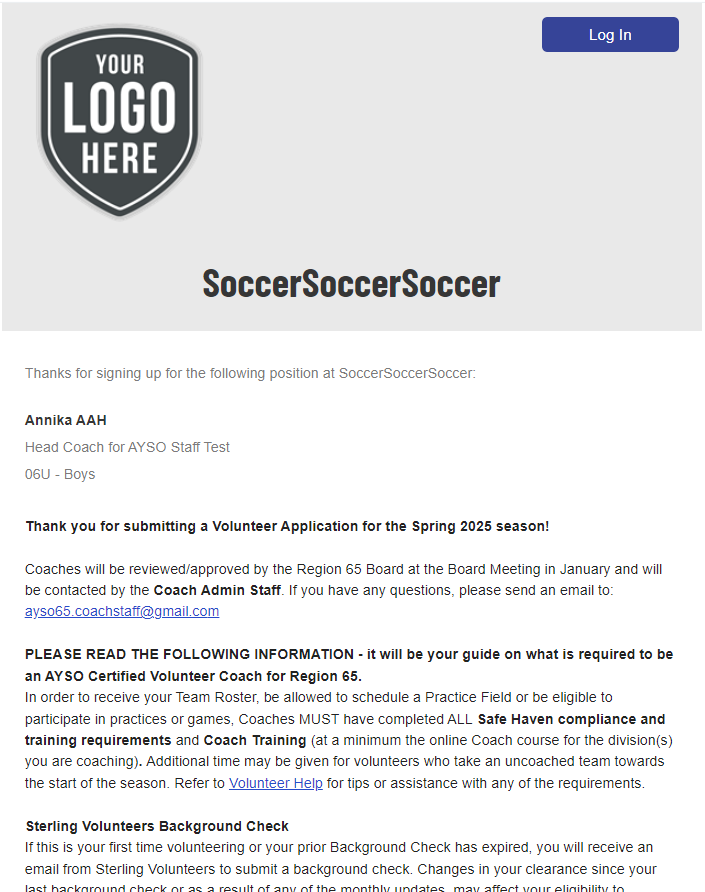 Log In
YOUR
LOGO
HERE
SoccerSoccerSoccer
Thanks for signing up for the following position at SoccerSoccerSoccer:
Annika AAH
Head Coach for AYSO Staff Test
06U - Boys
Thank you for submitting a Volunteer Application for the Spring 2025 season!
Coaches will be reviewed/approved by the Region 65 Board at the Board Meeting in January and will
be contacted by the Coach Admin Staff. If you have any questions, please send an email to:
ayso65.coachstaff@gmail.com
PLEASE READ THE FOLLOWING INFORMATION - it will be your guide on what is required to be
an AYSO Certified Volunteer Coach for Region 65.
In order to receive your Team Roster, be allowed to schedule a Practice Field or be eligible to
participate in practices or games, Coaches MUST have completed ALL Safe Haven compliance and
training requirements and Coach Training (at a minimum the online Coach course for the division(s)
you are coaching). Additional time may be given for volunteers who take an uncoached team towards
the start of the season. Refer to Volunteer Help for tips or assistance with any of the requirements.
Sterling Volunteers Background Check
If this is your first time volunteering or your prior Background Check has expired, you will receive an
email from Sterling Volunteers to submit a background check. Changes in your clearance since your
last background check or as a result of any of the monthly updates, may affect your eligibility to